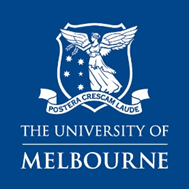 POSTERA CRESCAM LAUDE
THE UNIVERSITY OF
MELBOURNE